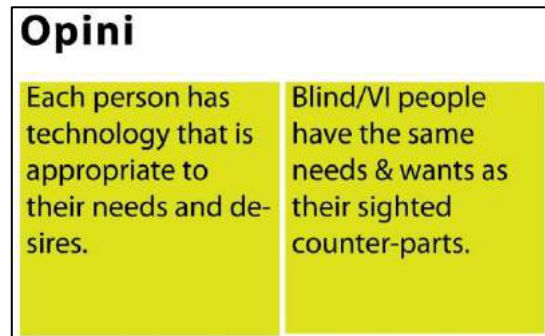 Opini
Each person has
technology that is
appropriate to
their needs and de-
sires.
Blind/VI people
have the same
needs & wants as
their sighted
counter-parts.